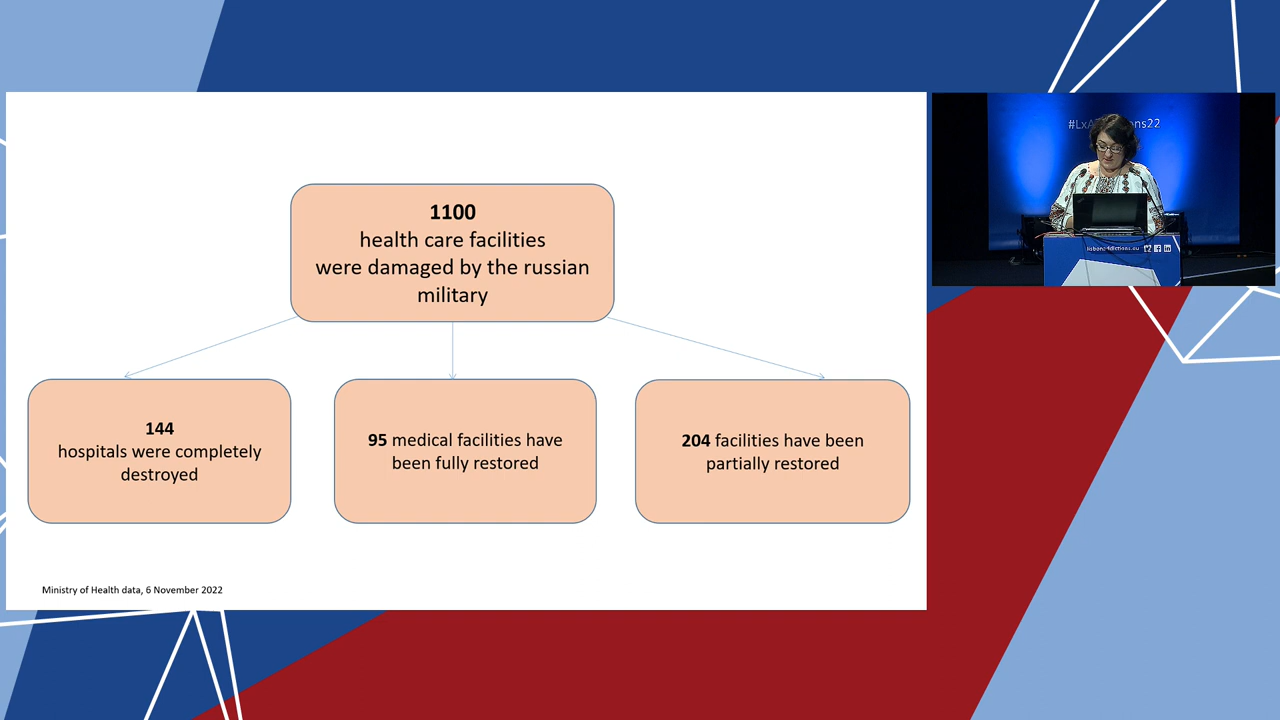 1100
health care facilities
were damaged by the russian
military
144
hospitals were completely
destroyed
95 medical facilities have
been fully restored
204 facilities have been
partially restored
Ministry of Health data, 6 November 2022